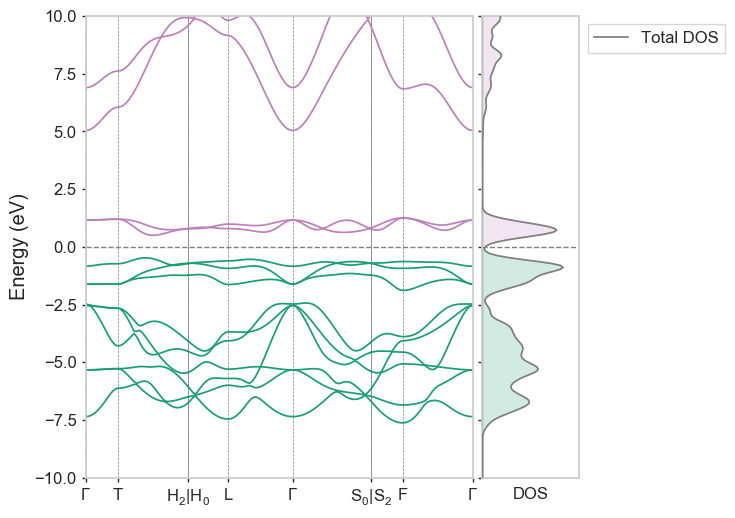 10.0
7.5
5.0
2.5
0.0
−2.5
−5.0
−7.5
−10.0
Energy (eV)
Γ T H₂|H₀ L Γ S₀|S₂ F Γ
DOS
Total DOS